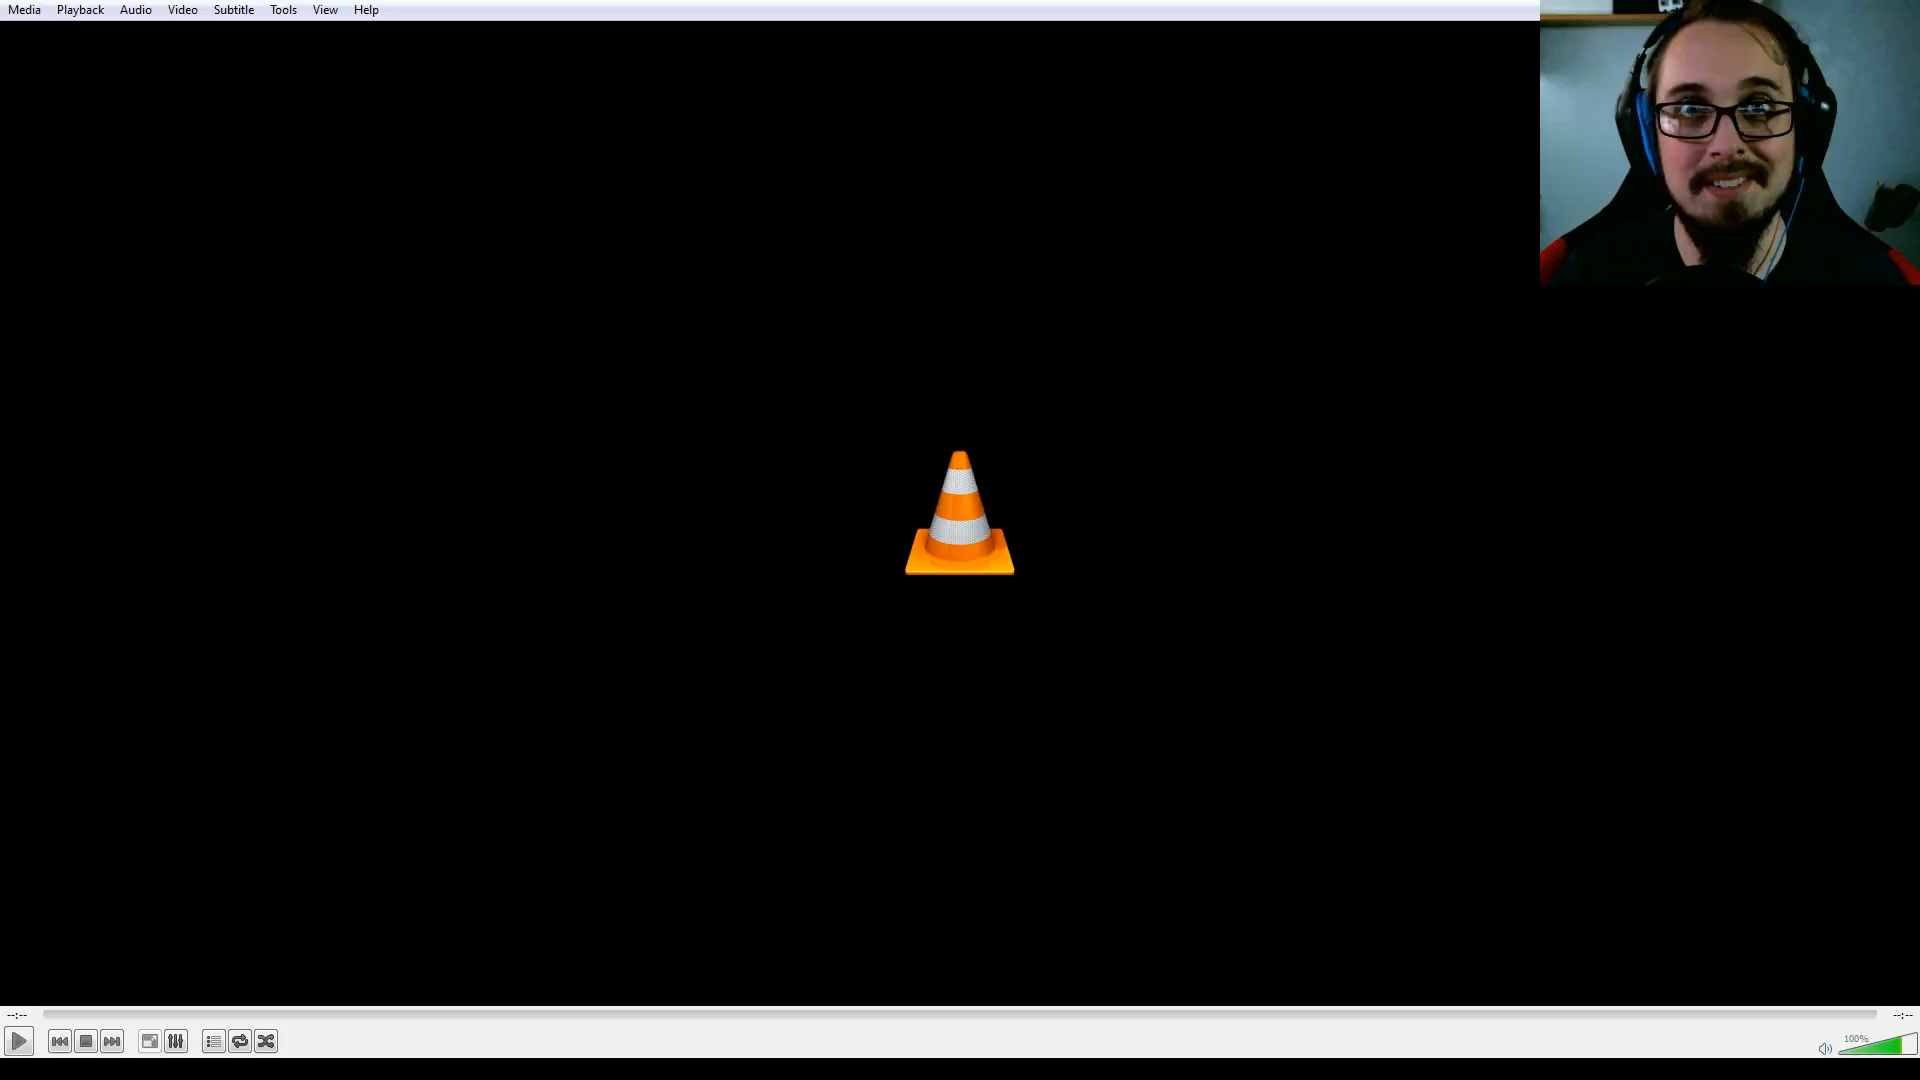 Media Playback Audio Video Subtitle Tools View Help
--:-- --:--
100%